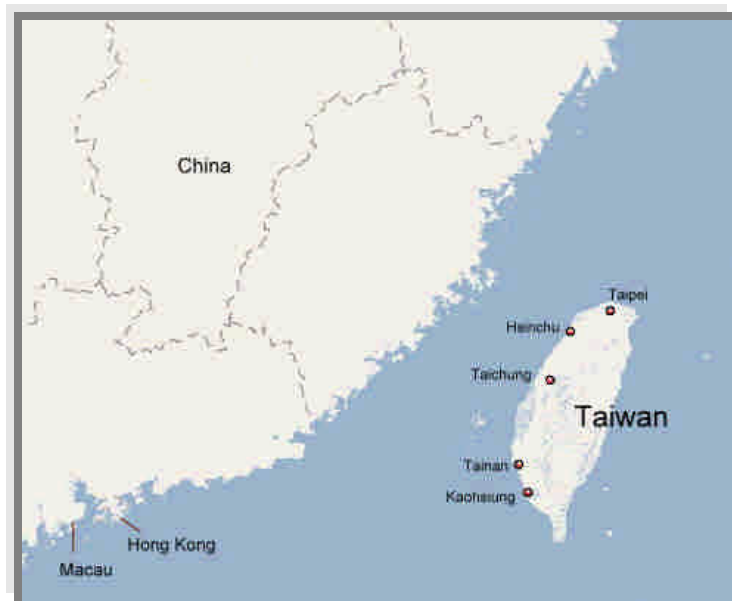 China
Taipei
Hsinchu
Taichung
Taiwan
Tainan
Kaohsiung
Hong Kong
Macau